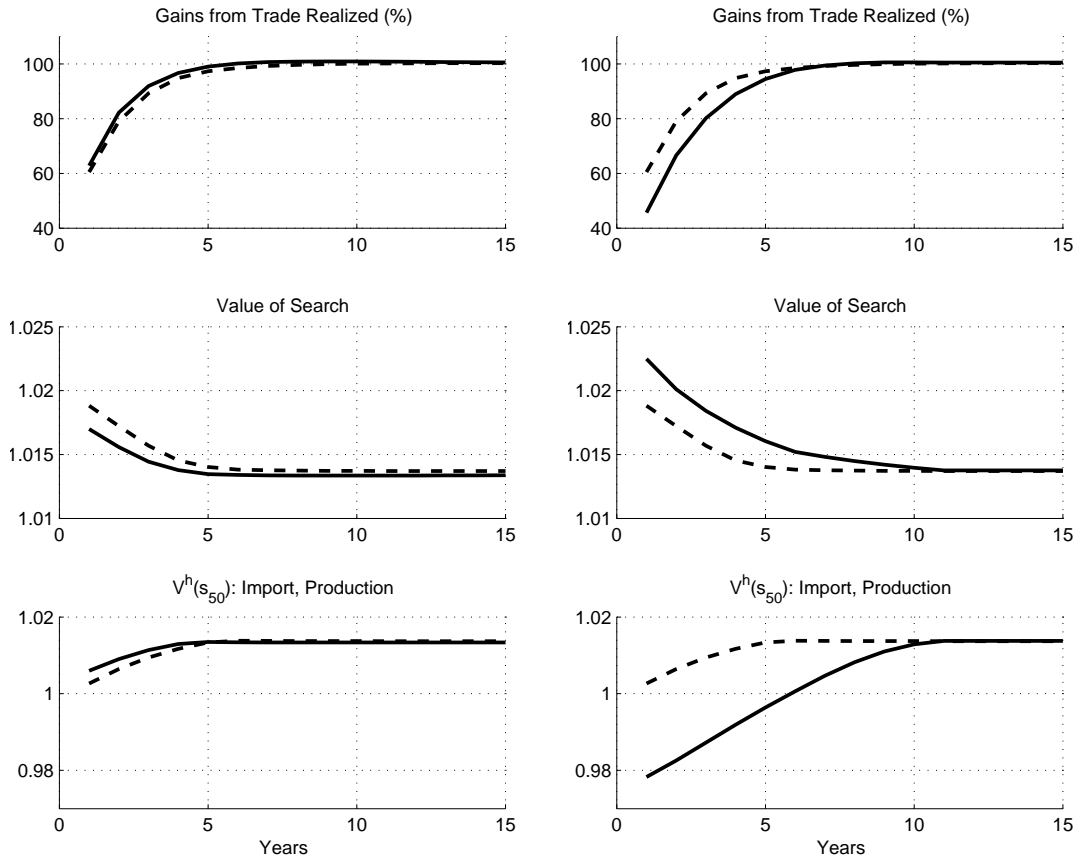 Gains from Trade Realized (%)
100
80
60
40
0 5 10 15
Gains from Trade Realized (%)
100
80
60
40
0 5 10 15
Value of Search
1.025
1.02
1.015
1.01
0 5 10 15
Value of Search
1.025
1.02
1.015
1.01
0 5 10 15
V^h(s_50): Import, Production
1.02
1
0.98
0 5 10 15
Years
V^h(s_50): Import, Production
1.02
1
0.98
0 5 10 15
Years